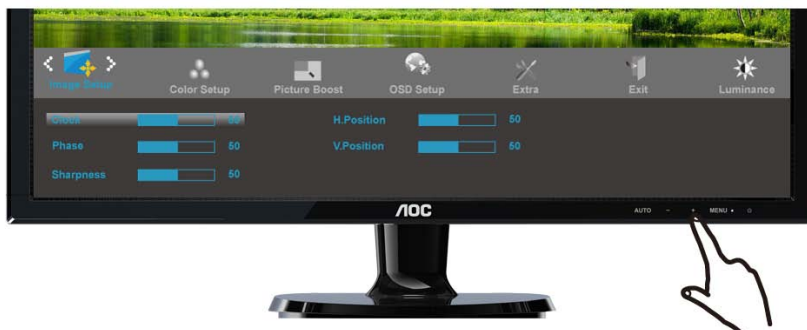 < Image Setup >
Color Setup
Picture Boost
OSD Setup
Extra
Exit
Luminance
Clock 50
H.Position 50
Phase 50
V.Position 50
Sharpness 50
AOC
AUTO - + MENU